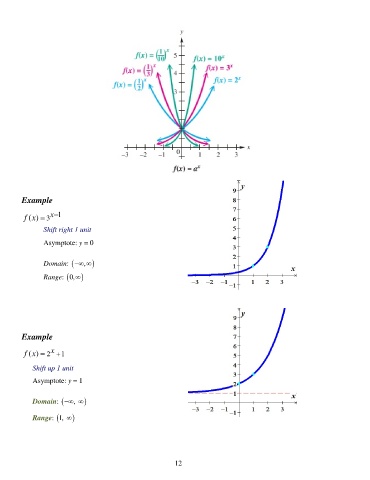 y
f(x) = (1/10)^x 5 f(x) = 10^x
f(x) = (1/3)^x 4 f(x) = 3^x
f(x) = (1/2)^x 3 f(x) = 2^x
x
−3 −2 −1 0 1 2 3
f(x) = a^x
Example
f(x) = 3^{x−1}
Shift right 1 unit
Asymptote: y = 0
Domain: (−∞,∞)
Range: (0,∞)
y
9
8
7
6
5
4
3
2
1
x
−3 −2 −1 1 2 3
−1
Example
f(x) = 2^x + 1
Shift up 1 unit
Asymptote: y = 1
Domain: (−∞, ∞)
Range: (1, ∞)
y
9
8
7
6
5
4
3
2
1
x
−3 −2 −1 1 2 3
−1
12